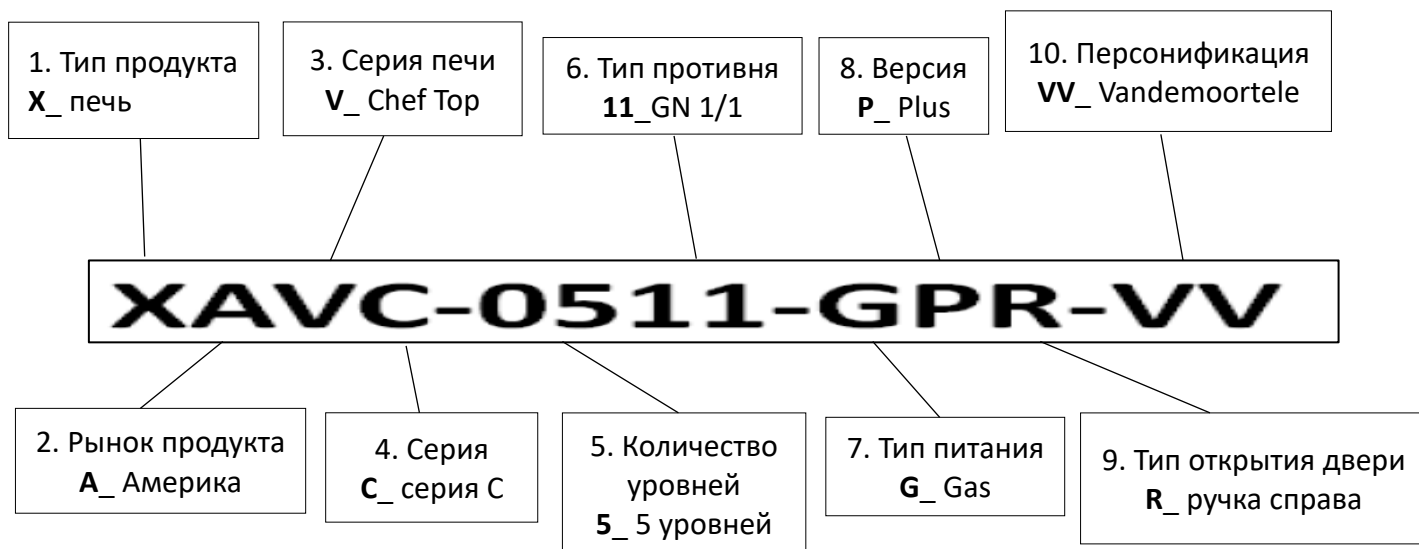 1. Тип продукта
X_ печь
3. Серия печи
V_ Chef Top
6. Тип противня
11_GN 1/1
8. Версия
P_ Plus
10. Персонификация
VV_ Vandemoortele
XAVC-0511-GPR-VV
2. Рынок продукта
A_ Америка
4. Серия
C_ серия C
5. Количество
уровней
5_ 5 уровней
7. Тип питания
G_ Gas
9. Тип открытия двери
R_ ручка справа